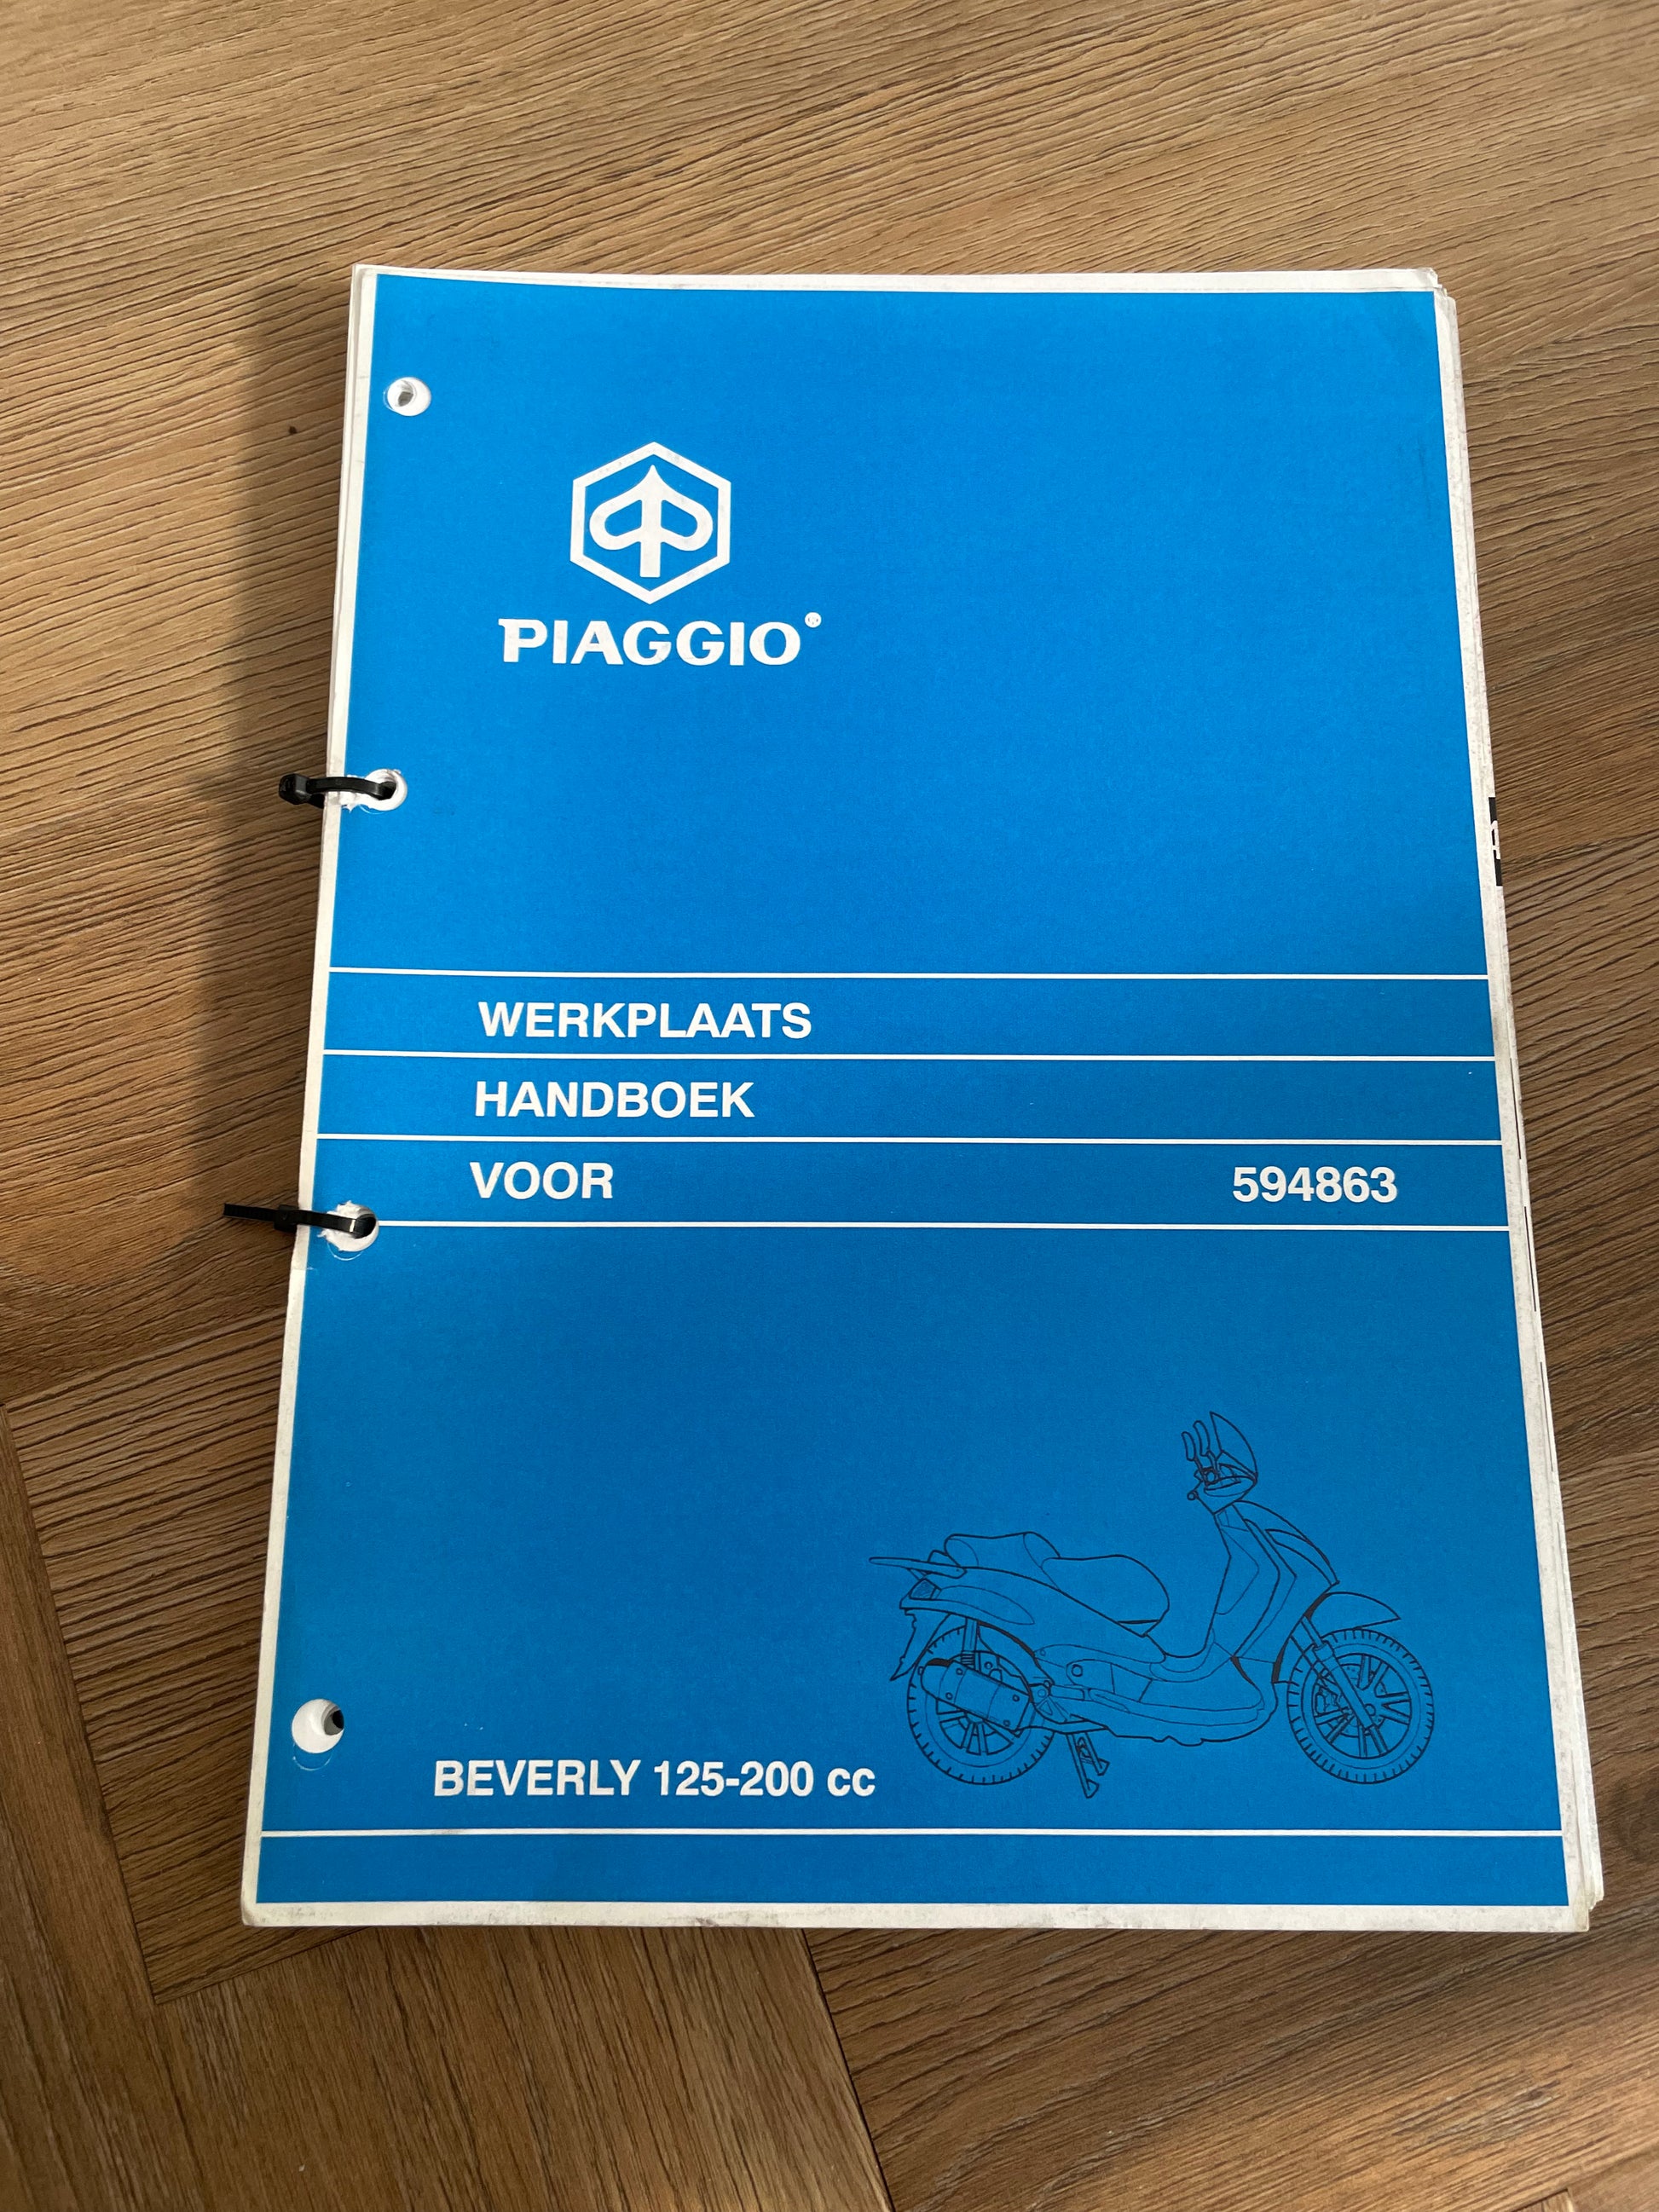 PIAGGIO®
WERKPLAATS
HANDBOEK
VOOR 594863
BEVERLY 125-200 cc